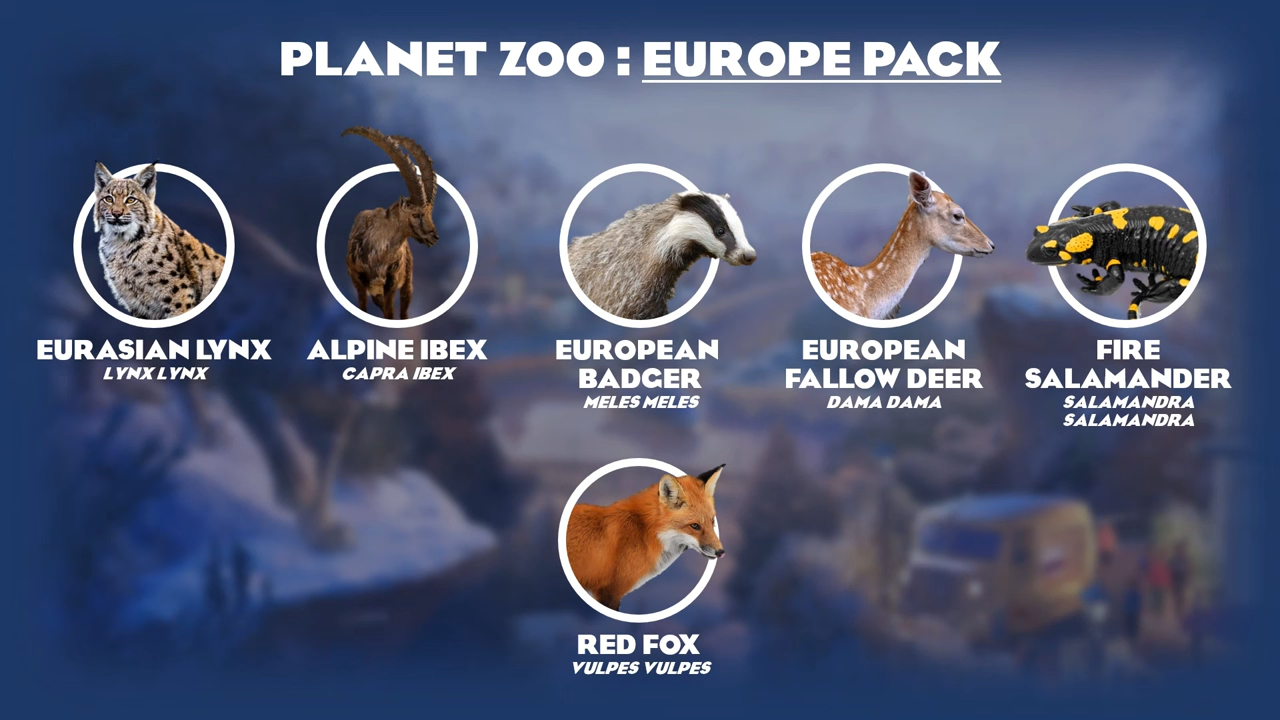 PLANET ZOO : EUROPE PACK
EURASIAN LYNX
LYNX LYNX
ALPINE IBEX
CAPRA IBEX
EUROPEAN
BADGER
MELES MELES
EUROPEAN
FALLOW DEER
DAMA DAMA
FIRE
SALAMANDER
SALAMANDRA
SALAMANDRA
RED FOX
VULPES VULPES